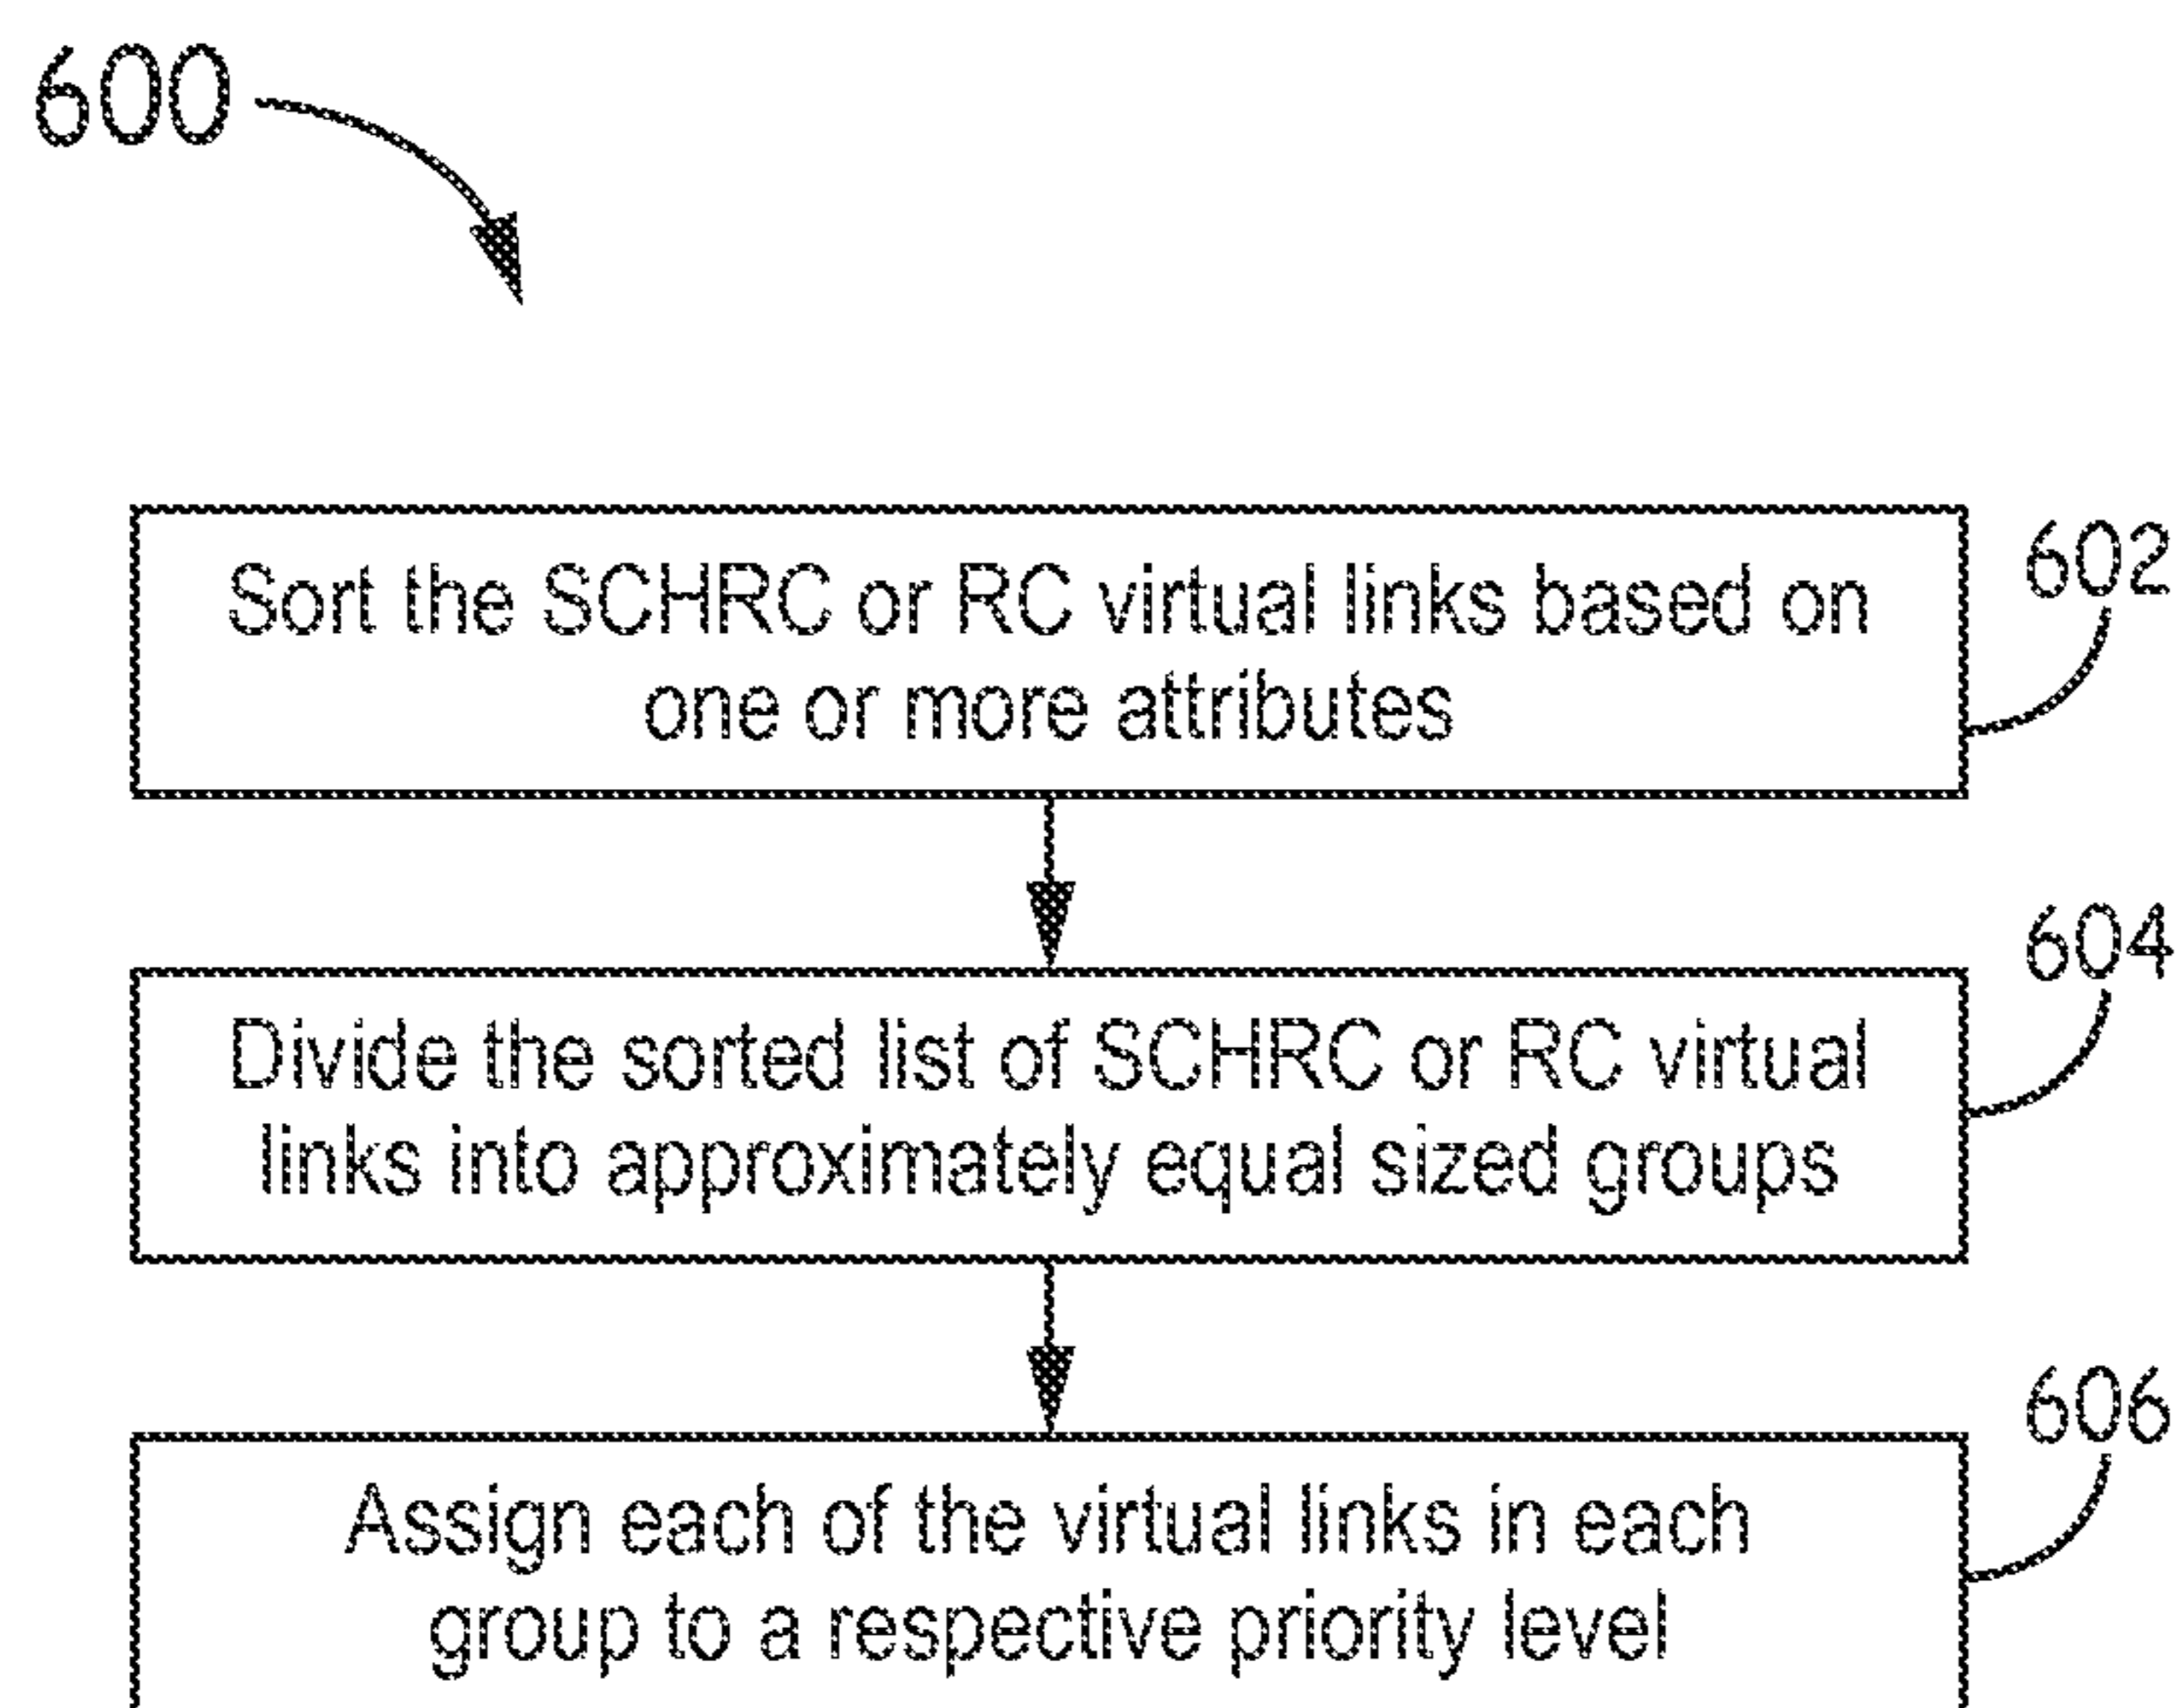 600
Sort the SCHRC or RC virtual links based on
one or more attributes
602
Divide the sorted list of SCHRC or RC virtual
links into approximately equal sized groups
604
Assign each of the virtual links in each
group to a respective priority level
606